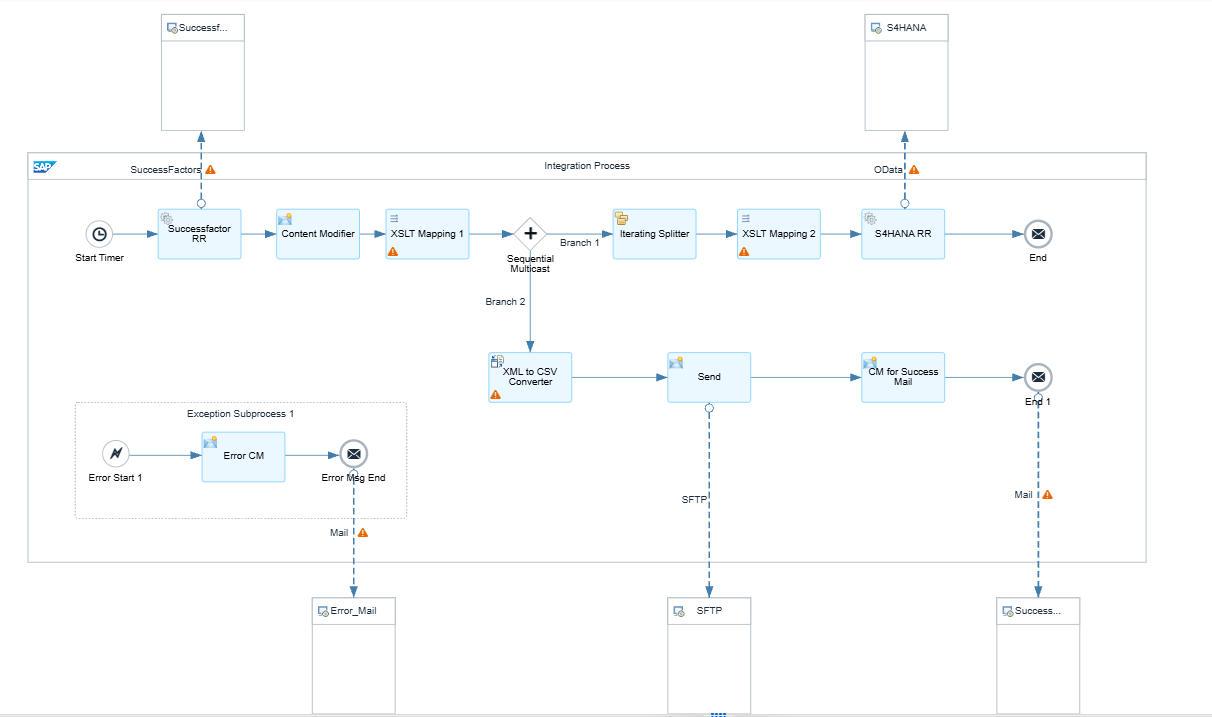 Successf...
S4HANA
SAP
Integration Process
SuccessFactors
OData
Start Timer
Successfactor
RR
Content Modifier
XSLT Mapping 1
Sequential
Multicast
Branch 1
Iterating Splitter
XSLT Mapping 2
S4HANA RR
End
Branch 2
XML to CSV
Converter
Send
CM for Success
Mail
End 1
Exception Subprocess 1
Error Start 1
Error CM
Error Msg End
SFTP
Mail
Mail
Error_Mail
SFTP
Success...